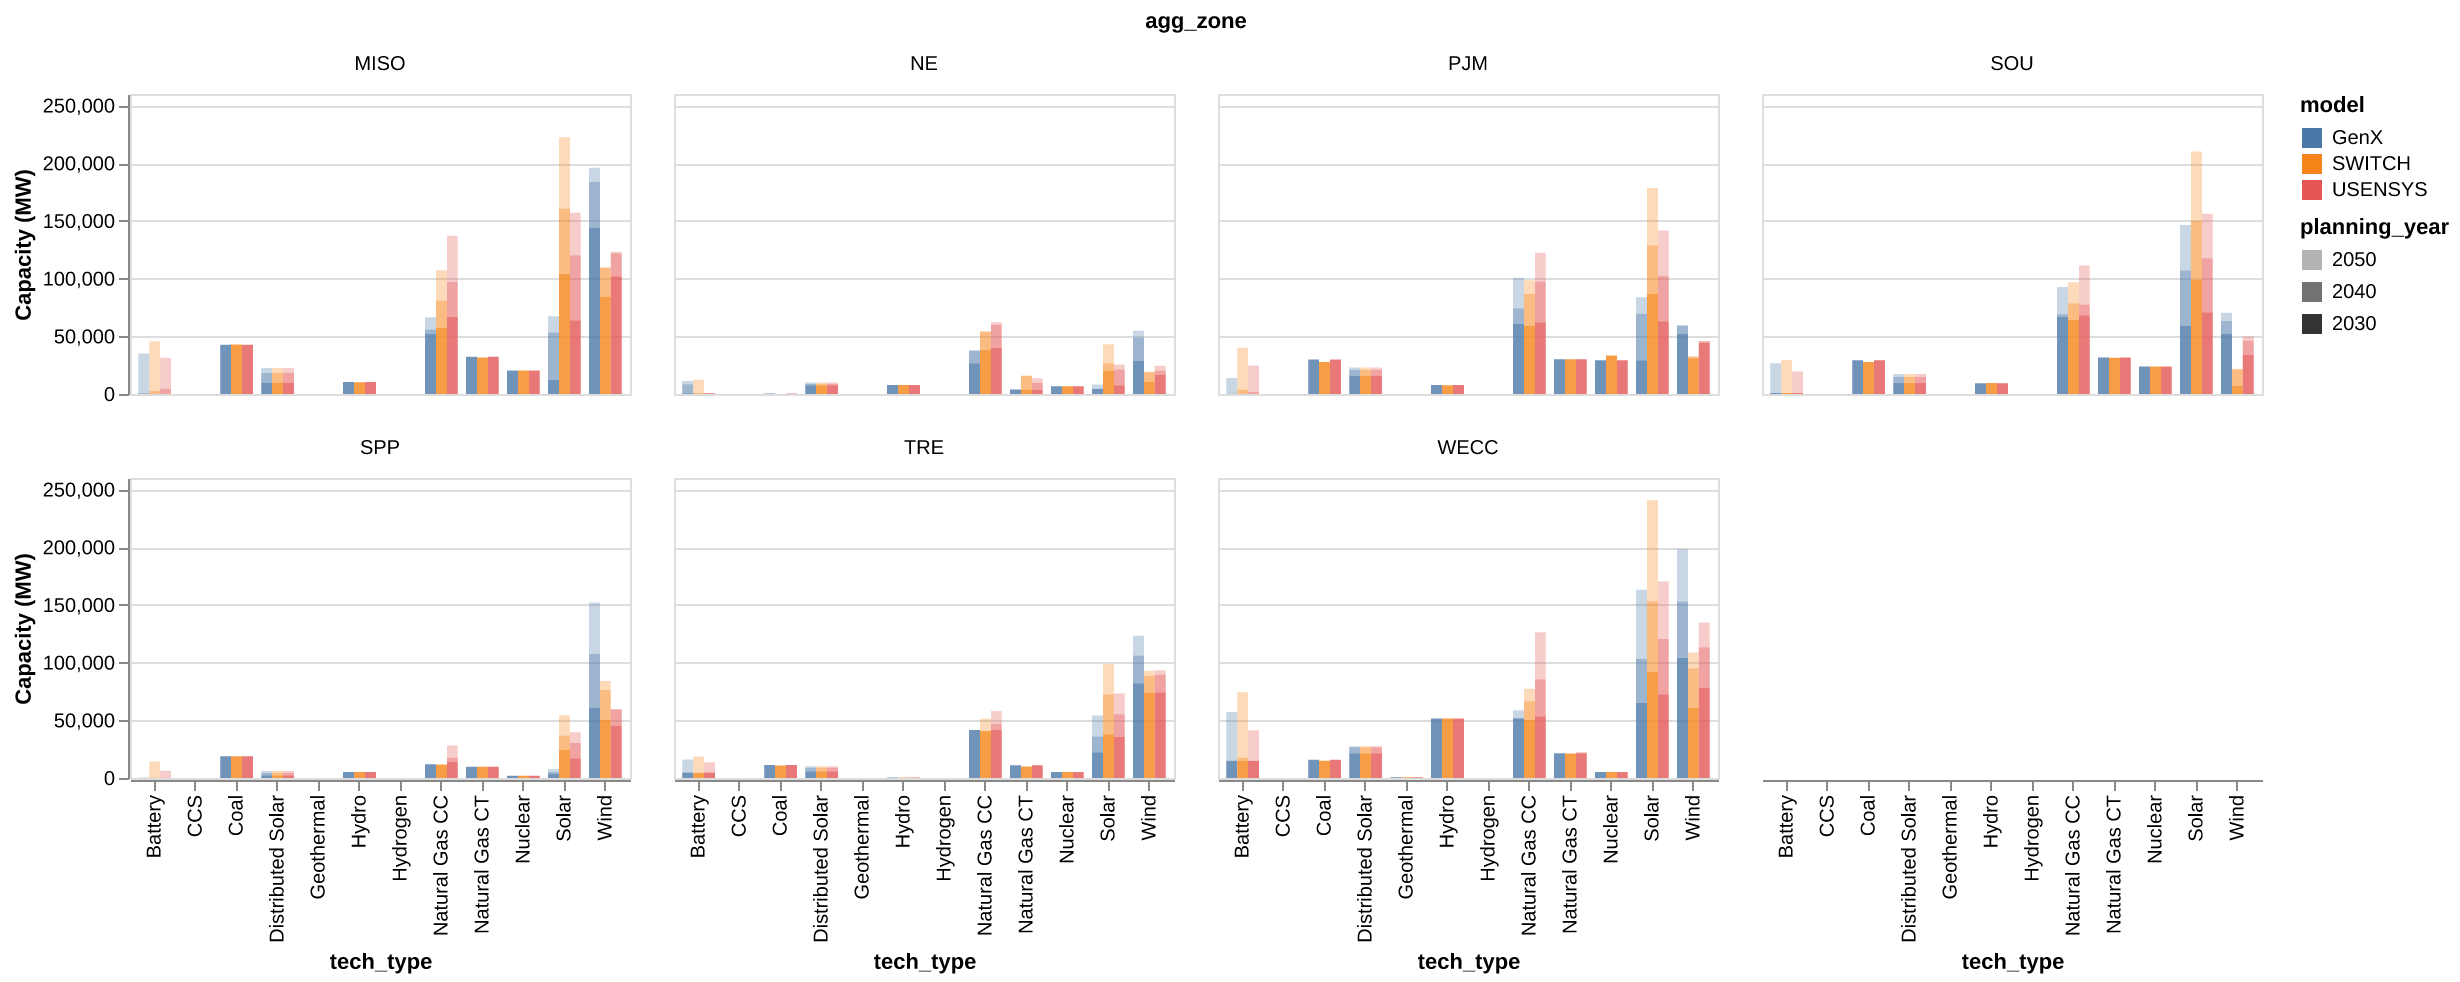 agg_zone
MISO
NE
PJM
SOU
250,000
200,000
150,000
100,000
50,000
0
Capacity (MW)
model
GenX
SWITCH
USENSYS
planning_year
2050
2040
2030
SPP
TRE
WECC
250,000
200,000
150,000
100,000
50,000
0
Capacity (MW)
Battery
CCS
Coal
Distributed Solar
Geothermal
Hydro
Hydrogen
Natural Gas CC
Natural Gas CT
Nuclear
Solar
Wind
Battery
CCS
Coal
Distributed Solar
Geothermal
Hydro
Hydrogen
Natural Gas CC
Natural Gas CT
Nuclear
Solar
Wind
Battery
CCS
Coal
Distributed Solar
Geothermal
Hydro
Hydrogen
Natural Gas CC
Natural Gas CT
Nuclear
Solar
Wind
Battery
CCS
Coal
Distributed Solar
Geothermal
Hydro
Hydrogen
Natural Gas CC
Natural Gas CT
Nuclear
Solar
Wind
tech_type
tech_type
tech_type
tech_type